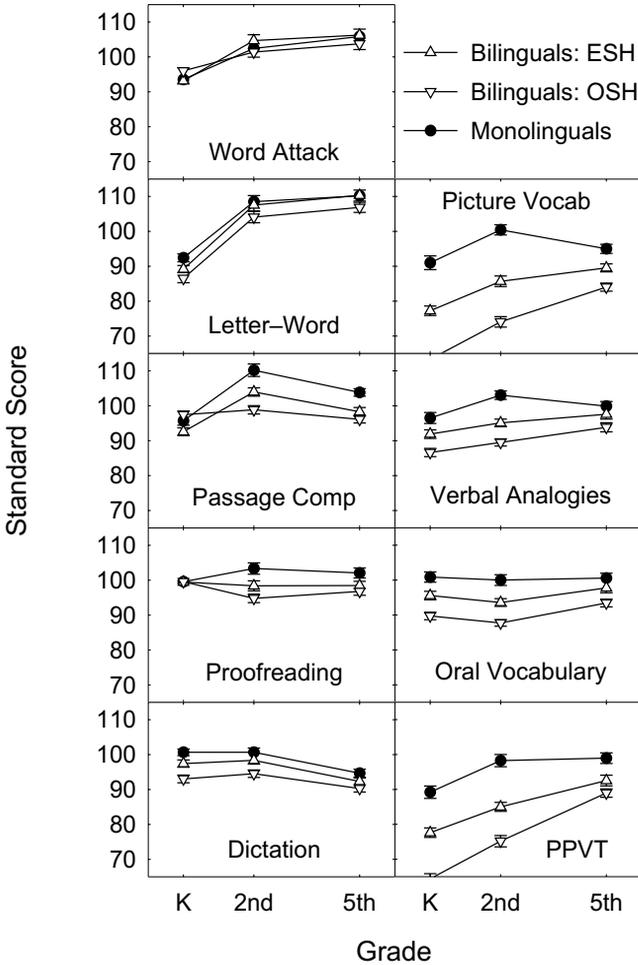 110
100
90
80
70
Word Attack
Bilinguals: ESH
Bilinguals: OSH
Monolinguals
110
100
90
80
70
Letter–Word
Picture Vocab
Standard Score
110
100
90
80
70
Passage Comp
Verbal Analogies
110
100
90
80
70
Proofreading
Oral Vocabulary
110
100
90
80
70
Dictation
PPVT
K 2nd 5th K 2nd 5th
Grade